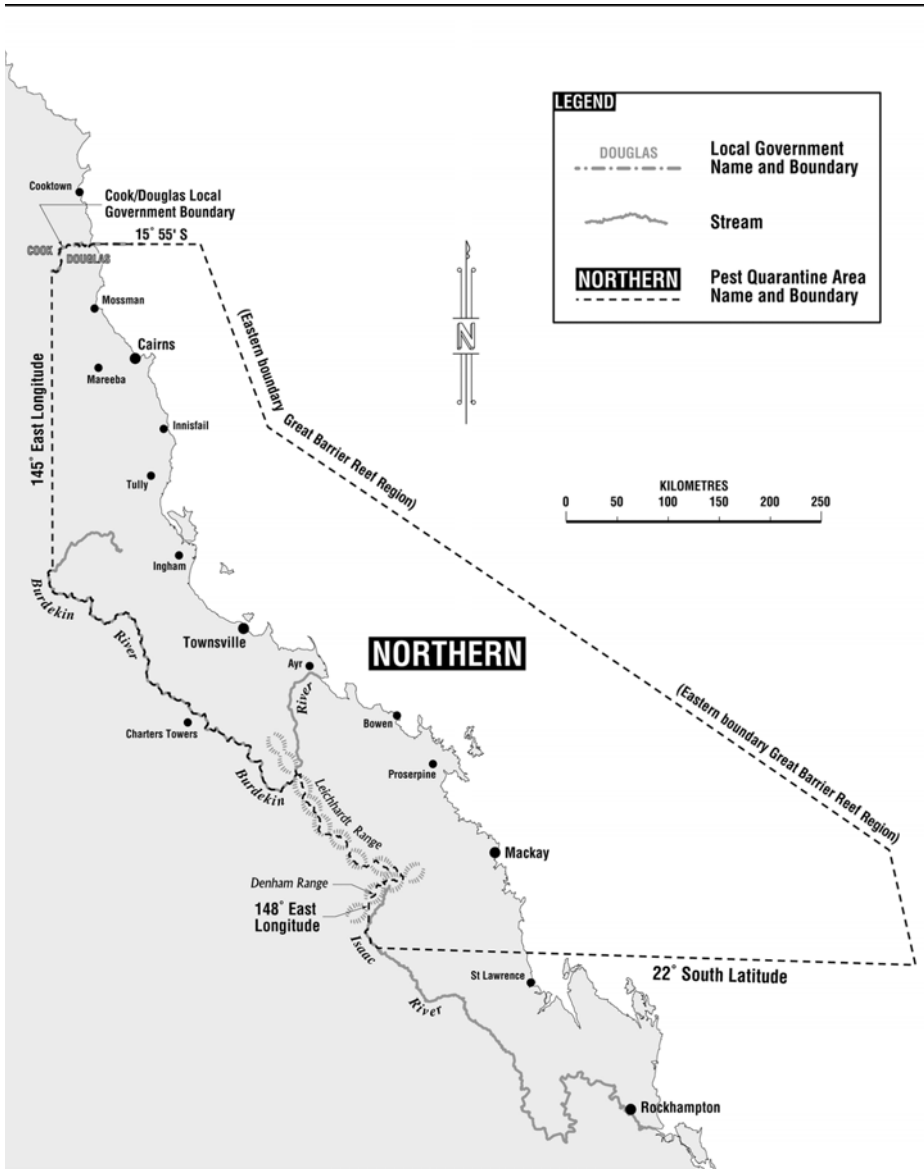 LEGEND
DOUGLAS
Local Government
Name and Boundary
Stream
NORTHERN
Pest Quarantine Area
Name and Boundary
Cooktown
Cook/Douglas Local
Government Boundary
15° 55' S
COOK
DOUGLAS
Mossman
N
(Eastern boundary
Great Barrier Reef Region)
Cairns
Mareeba
145° East Longitude
Innisfail
Tully
KILOMETRES
0 50 100 150 200 250
Ingham
Burdekin
River
Townsville
NORTHERN
Ayr
River
Bowen
(Eastern boundary Great Barrier Reef Region)
Charters Towers
Proserpine
Burdekin
Leichhardt Range
Mackay
Denham Range
148° East
Longitude
Isaac
22° South Latitude
St Lawrence
River
Rockhampton